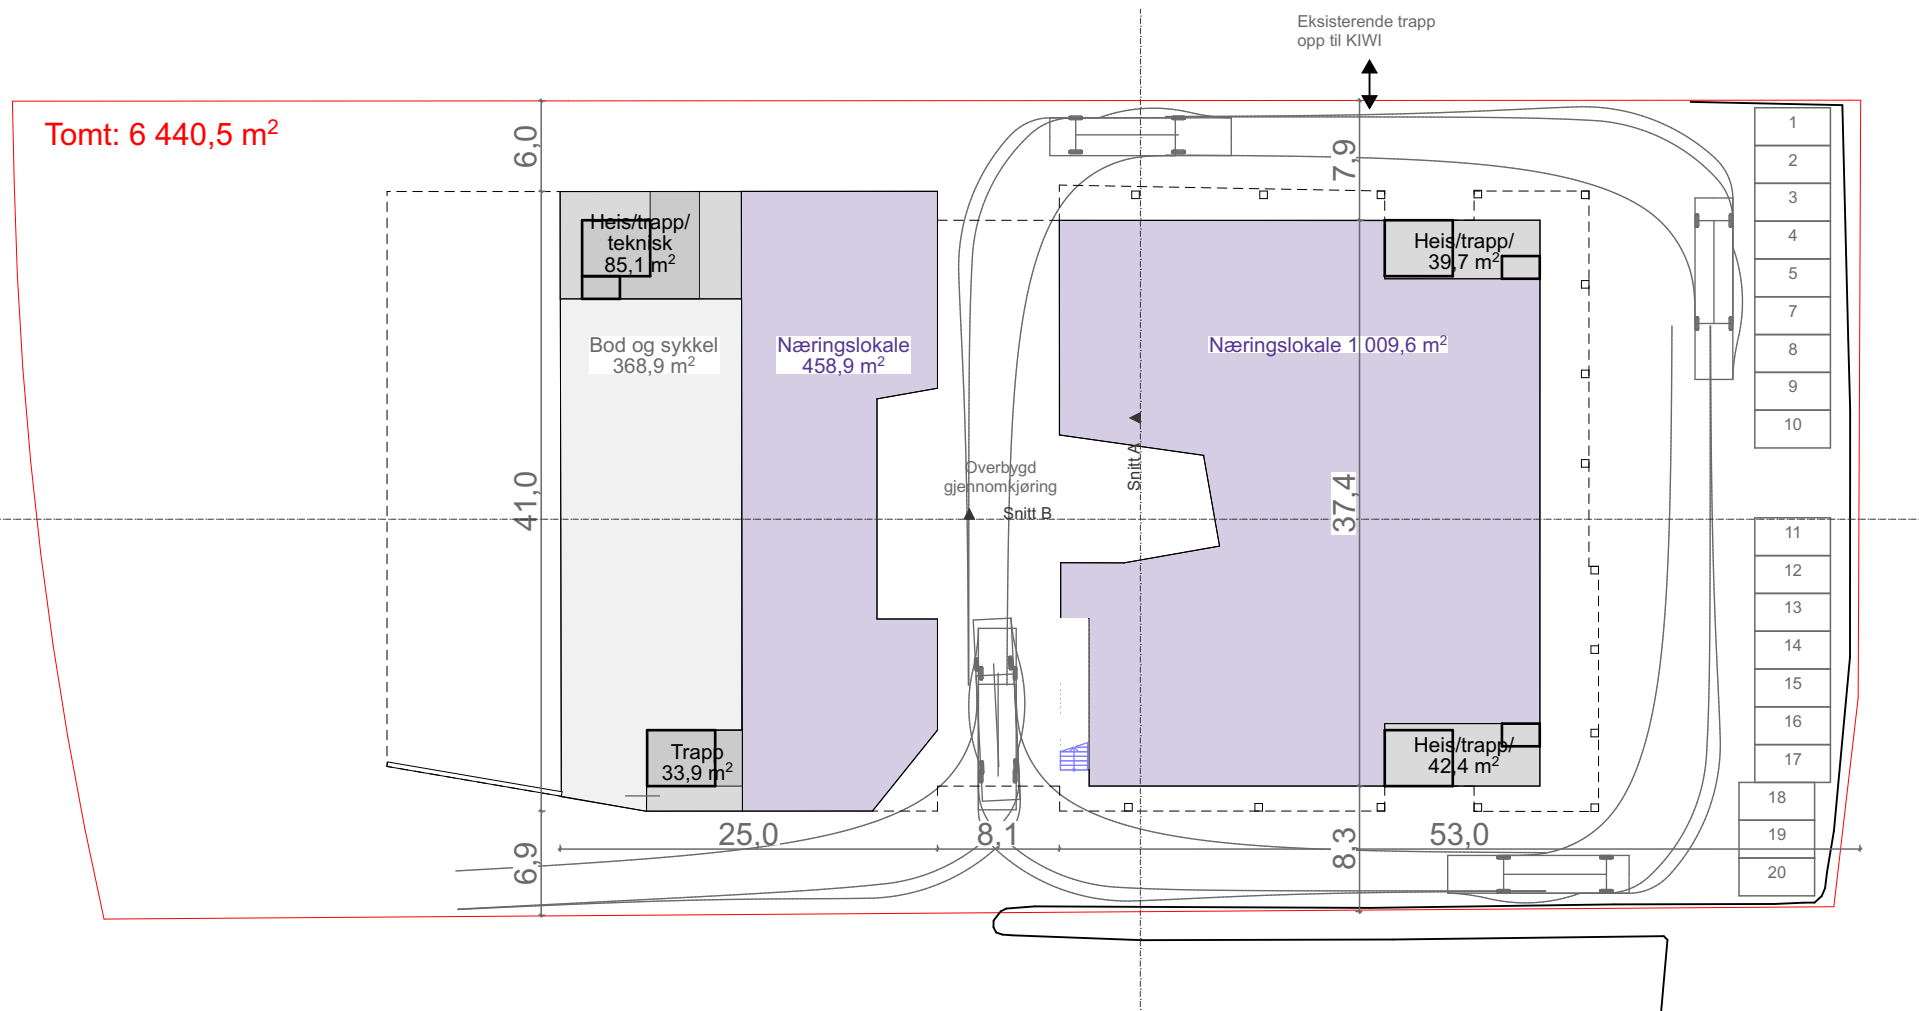 Eksisterende trapp
opp til KIWI
Tomt: 6 440,5 m²
6,0
7,9
1
2
3
4
5
7
8
9
10
Heis/trapp/
teknisk
85,1 m²
Heis/trapp/
39,7 m²
Bod og sykkel
368,9 m²
Næringslokale
458,9 m²
Næringslokale 1 009,6 m²
Snitt A
Overbygd
gjennomkjøring
Snitt B
41,0
37,4
11
12
13
14
15
16
17
18
19
20
Trapp
33,9 m²
Heis/trapp/
42,4 m²
25,0
8,1
53,0
6,9
8,3